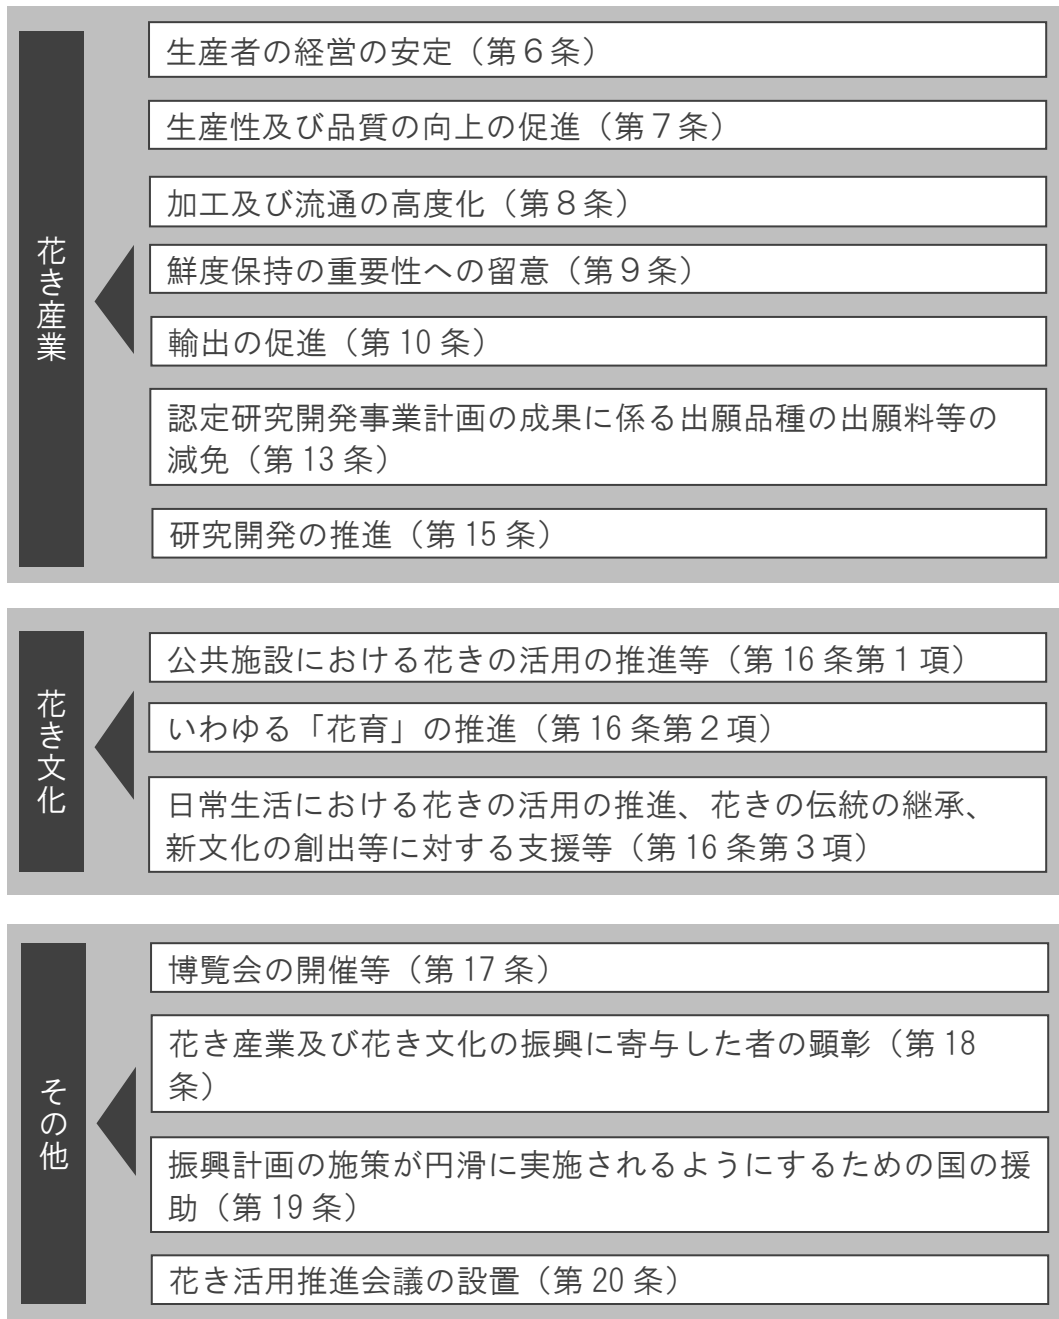 花き産業
生産者の経営の安定（第６条）
生産性及び品質の向上の促進（第７条）
加工及び流通の高度化（第８条）
鮮度保持の重要性への留意（第９条）
輸出の促進（第 10 条）
認定研究開発事業計画の成果に係る出願品種の出願料等の
減免（第 13 条）
研究開発の推進（第 15 条）
花き文化
公共施設における花きの活用の推進等（第 16 条第１項）
いわゆる「花育」の推進（第 16 条第２項）
日常生活における花きの活用の推進、花きの伝統の継承、
新文化の創出等に対する支援等（第 16 条第３項）
その他
博覧会の開催等（第 17 条）
花き産業及び花き文化の振興に寄与した者の顕彰（第 18
条）
振興計画の施策が円滑に実施されるようにするための国の援
助（第 19 条）
花き活用推進会議の設置（第 20 条）